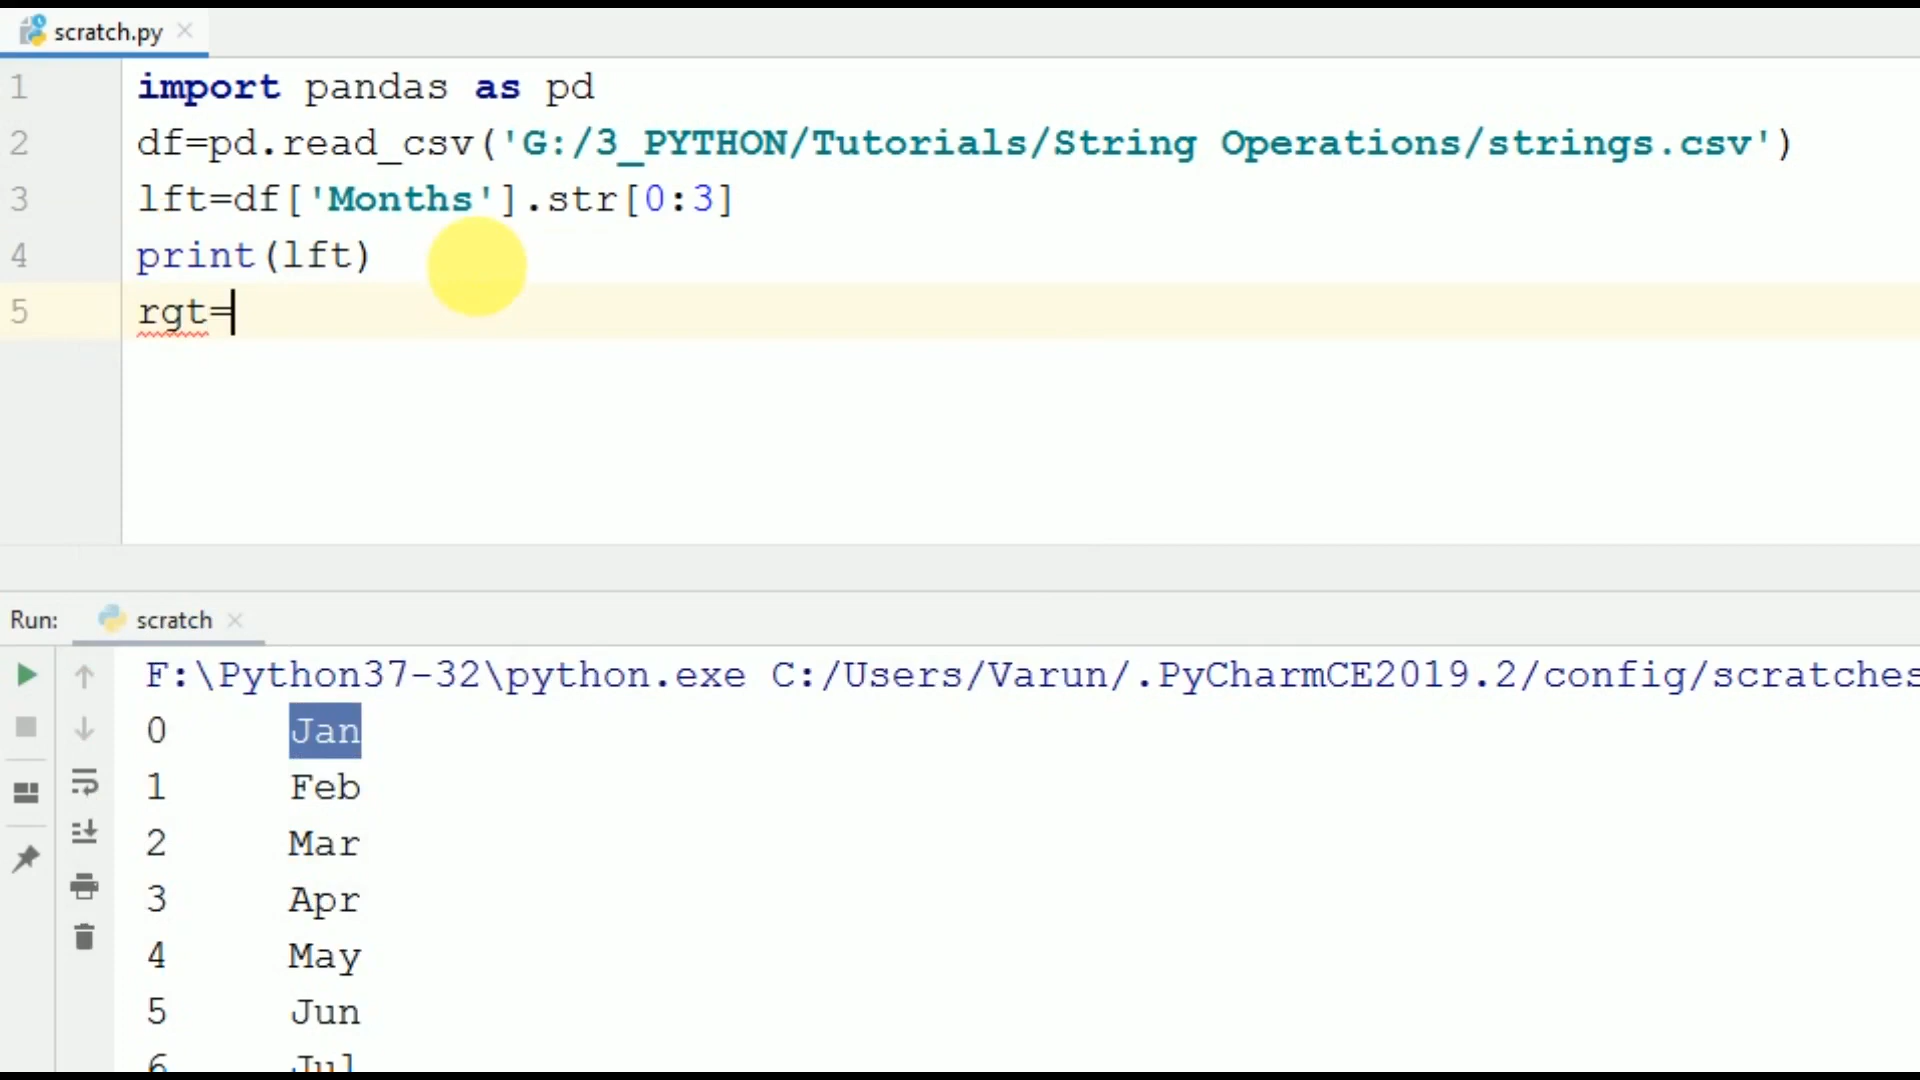 scratch.py
1 import pandas as pd
2 df=pd.read_csv('G:/3_PYTHON/Tutorials/String Operations/strings.csv')
3 lft=df['Months'].str[0:3]
4 print(lft)
5 rgt=
Run: scratch
F:\Python37-32\python.exe C:/Users/Varun/.PyCharmCE2019.2/config/scratches
0 Jan
1 Feb
2 Mar
3 Apr
4 May
5 Jun
6 Jul